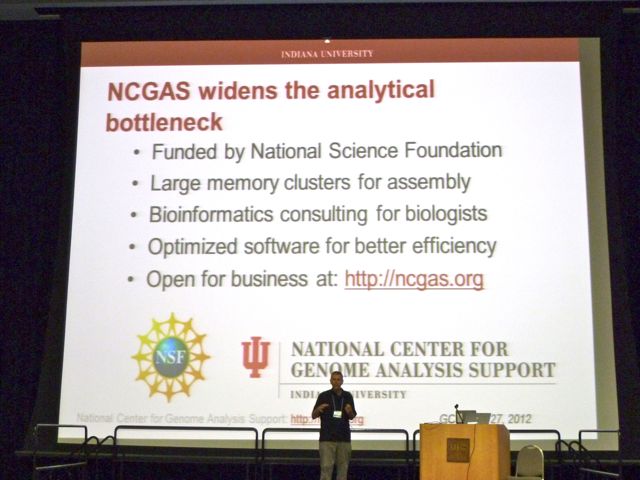 INDIANA UNIVERSITY
NCGAS widens the analytical
bottleneck
• Funded by National Science Foundation
• Large memory clusters for assembly
• Bioinformatics consulting for biologists
• Optimized software for better efficiency
• Open for business at: http://ncgas.org
NSF
NATIONAL CENTER FOR
GENOME ANALYSIS SUPPORT
UNIVERSITY
National Center for Genome Analysis Support: 27, 2012